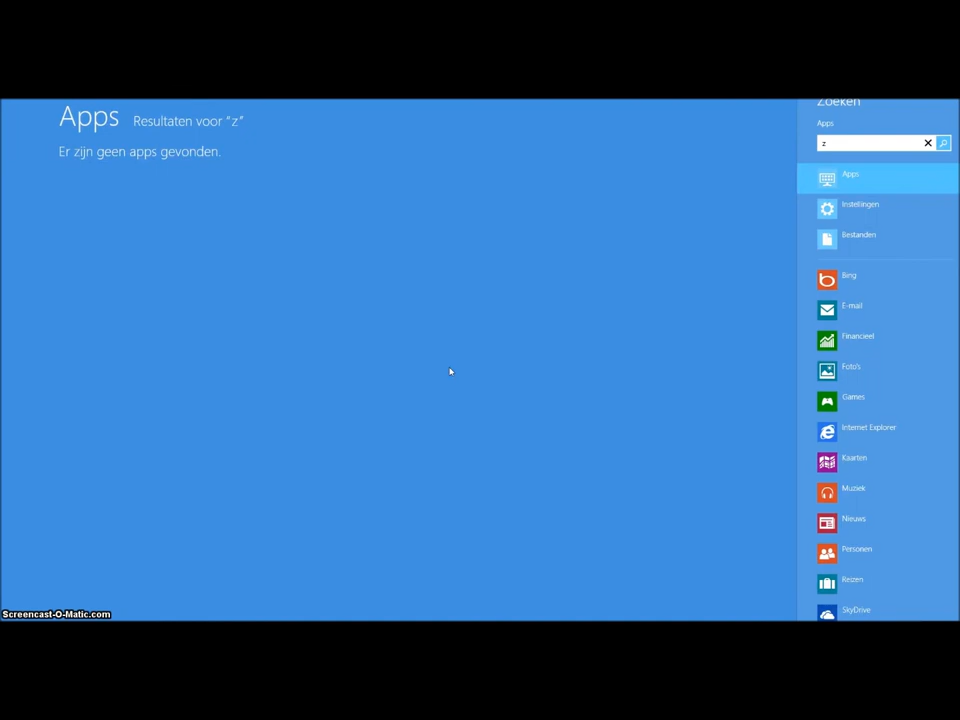 Apps Resultaten voor "z"
Er zijn geen apps gevonden.
Zoeken
Apps
z
Apps
Instellingen
Bestanden
Bing
E-mail
Financieel
Foto's
Games
Internet Explorer
Kaarten
Muziek
Nieuws
Personen
Reizen
SkyDrive
Screencast-O-Matic.com